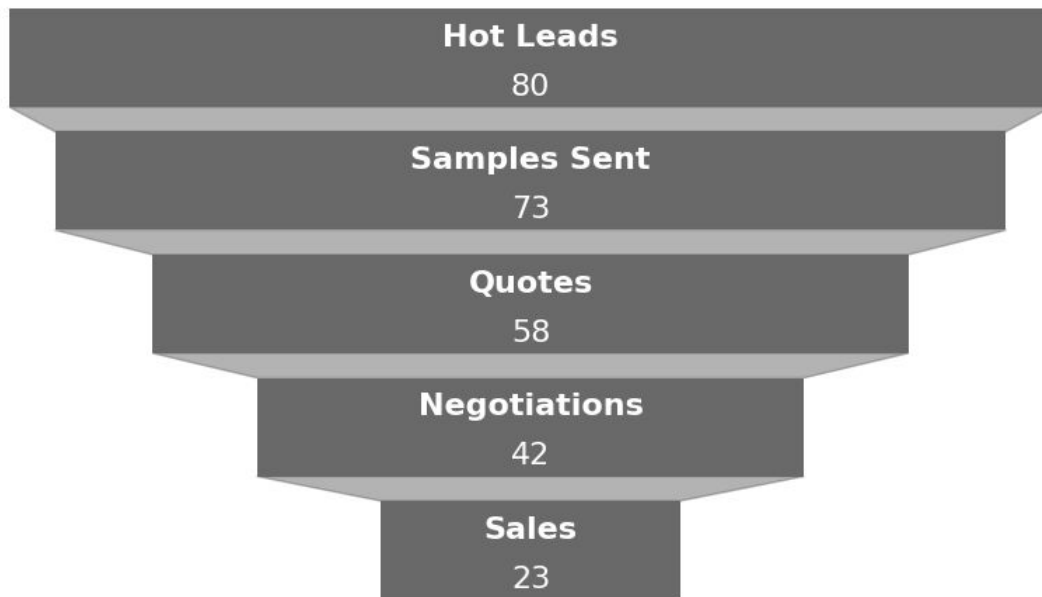 Hot Leads
80
Samples Sent
73
Quotes
58
Negotiations
42
Sales
23